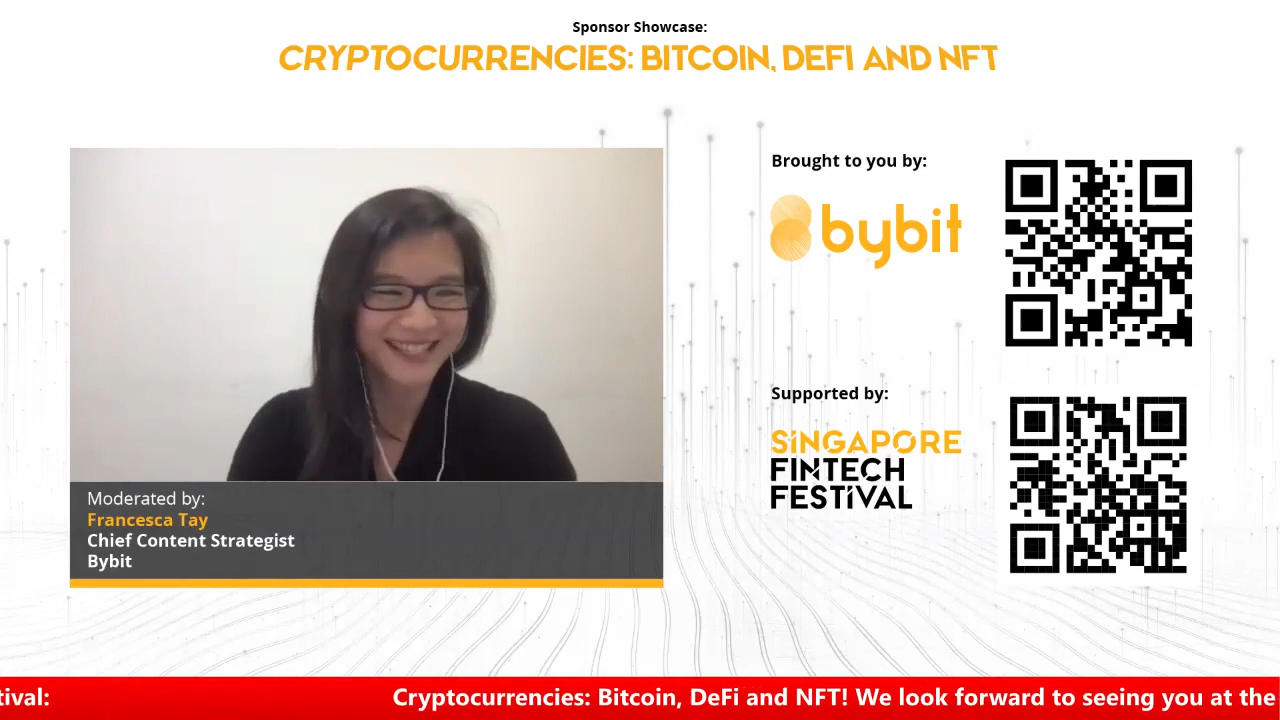 Sponsor Showcase:
CRYPTOCURRENCIES: BITCOIN, DEFI AND NFT
Moderated by:
Francesca Tay
Chief Content Strategist
Bybit
Brought to you by:
bybit
Supported by:
SiNGAPORE
FINTECH
FESTiVAL
tival: Cryptocurrencies: Bitcoin, DeFi and NFT! We look forward to seeing you at the